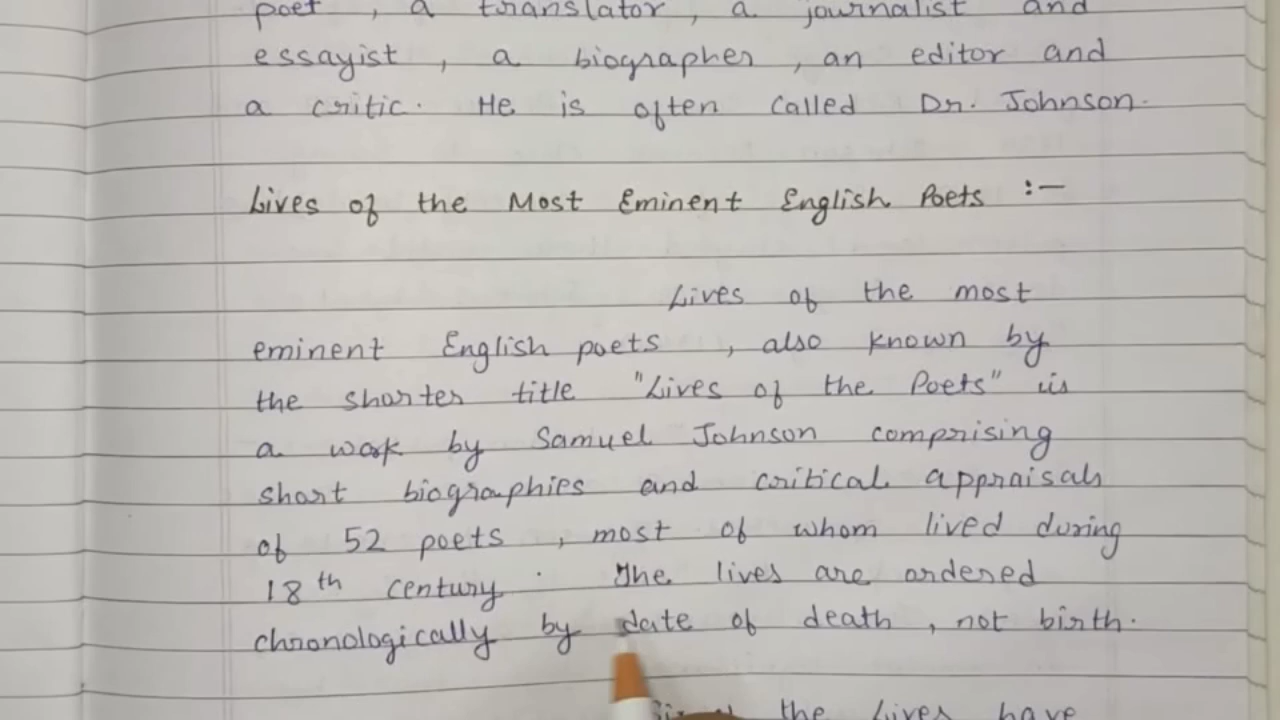 poet , a translator , a journalist and
essayist , a biographer , an editor and
a critic. He is often called Dr. Johnson.
Lives of the Most Eminent English Poets :-
Lives of the most
eminent English poets , also known by
the shorter title "Lives of the Poets" is
a work by Samuel Johnson comprising
short biographies and critical appraisals
of 52 poets , most of whom lived during
18th century. The lives are ordered
chronologically by date of death , not birth.
the Lives have